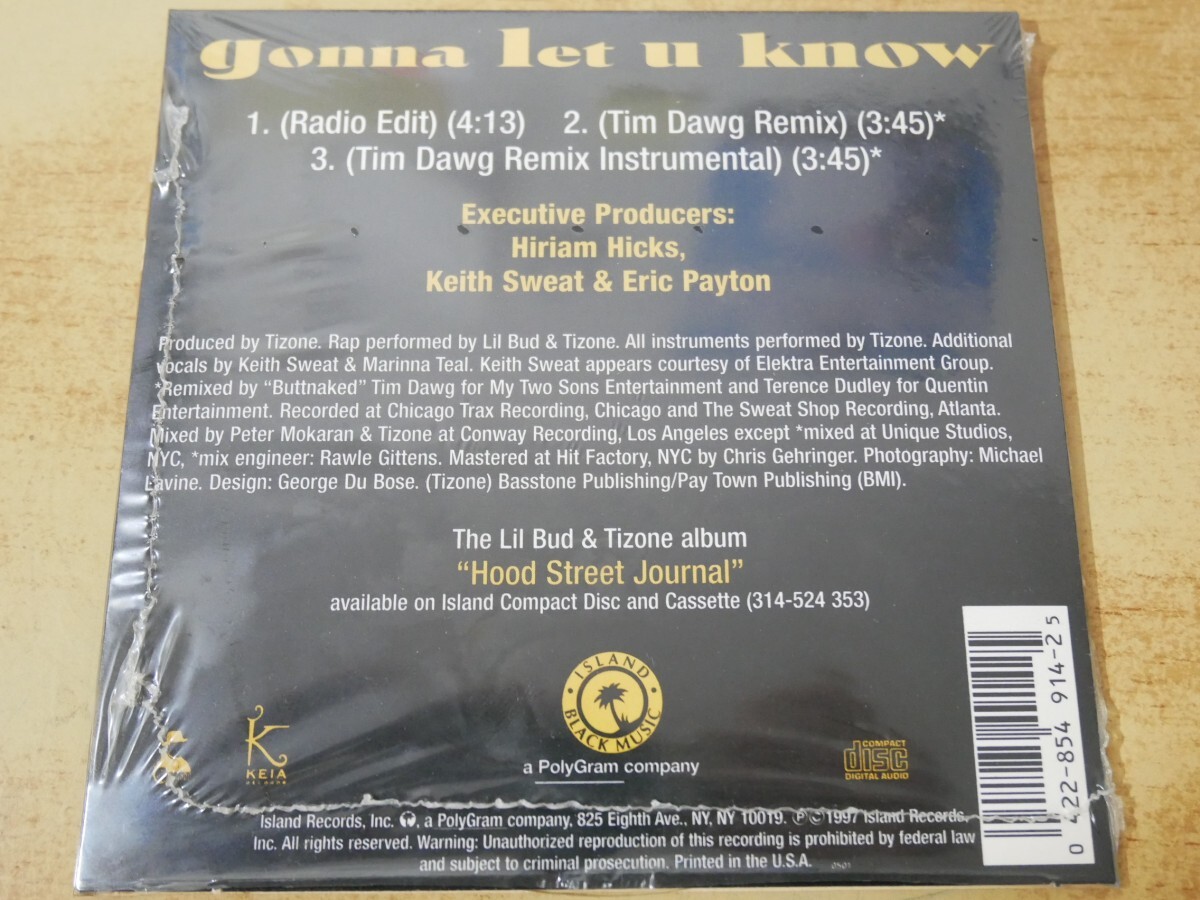 gonna let u know
1. (Radio Edit) (4:13) 2. (Tim Dawg Remix) (3:45)*
3. (Tim Dawg Remix Instrumental) (3:45)*
Executive Producers:
Hiriam Hicks,
Keith Sweat & Eric Payton
Produced by Tizone. Rap performed by Lil Bud & Tizone. All instruments performed by Tizone. Additional
vocals by Keith Sweat & Marinna Teal. Keith Sweat appears courtesy of Elektra Entertainment Group.
*Remixed by “Buttnaked” Tim Dawg for My Two Sons Entertainment and Terence Dudley for Quentin
Entertainment. Recorded at Chicago Trax Recording, Chicago and The Sweat Shop Recording, Atlanta.
Mixed by Peter Mokaran & Tizone at Conway Recording, Los Angeles except *mixed at Unique Studios,
NYC, *mix engineer: Rawle Gittens. Mastered at Hit Factory, NYC by Chris Gehringer. Photography: Michael
Lavine. Design: George Du Bose. (Tizone) Basstone Publishing/Pay Town Publishing (BMI).
The Lil Bud & Tizone album
“Hood Street Journal”
available on Island Compact Disc and Cassette (314-524 353)
ISLAND
BLACK MUSIC
K
KEIA
RECORDS
a PolyGram company
COMPACT
disc
DIGITAL AUDIO
0 422-854 914-2 5
Island Records, Inc. , a PolyGram company, 825 Eighth Ave., NY, NY 10019. ℗©1997 Island Records,
Inc. All rights reserved. Warning: Unauthorized reproduction of this recording is prohibited by federal law
and subject to criminal prosecution. Printed in the U.S.A. 0501